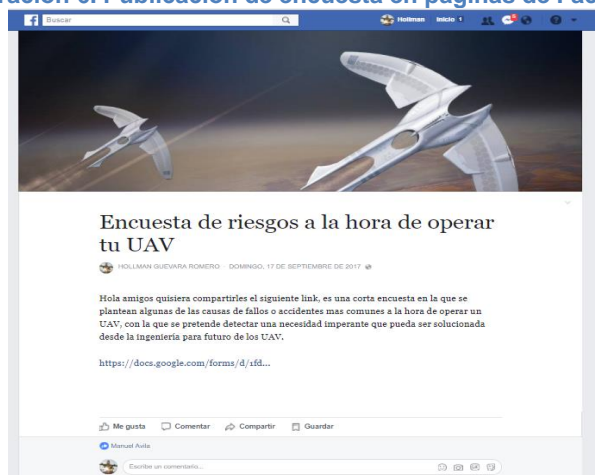 Publicación de encuesta en páginas de
Buscar
Hollman Inicio 1
Encuesta de riesgos a la hora de operar
tu UAV
HOLLMAN GUEVARA ROMERO · DOMINGO, 17 DE SEPTIEMBRE DE 2017
Hola amigos quisiera compartirles el siguiente link, es una corta encuesta en la que se
plantean algunas de las causas de fallos o accidentes mas comunes a la hora de operar un
UAV, con la que se pretende detectar una necesidad imperante que pueda ser solucionada
desde la ingeniería para futuro de los UAV.
https://docs.google.com/forms/d/1fd...
Me gusta Comentar Compartir Guardar
Manuel Avila
Escribe un comentario...